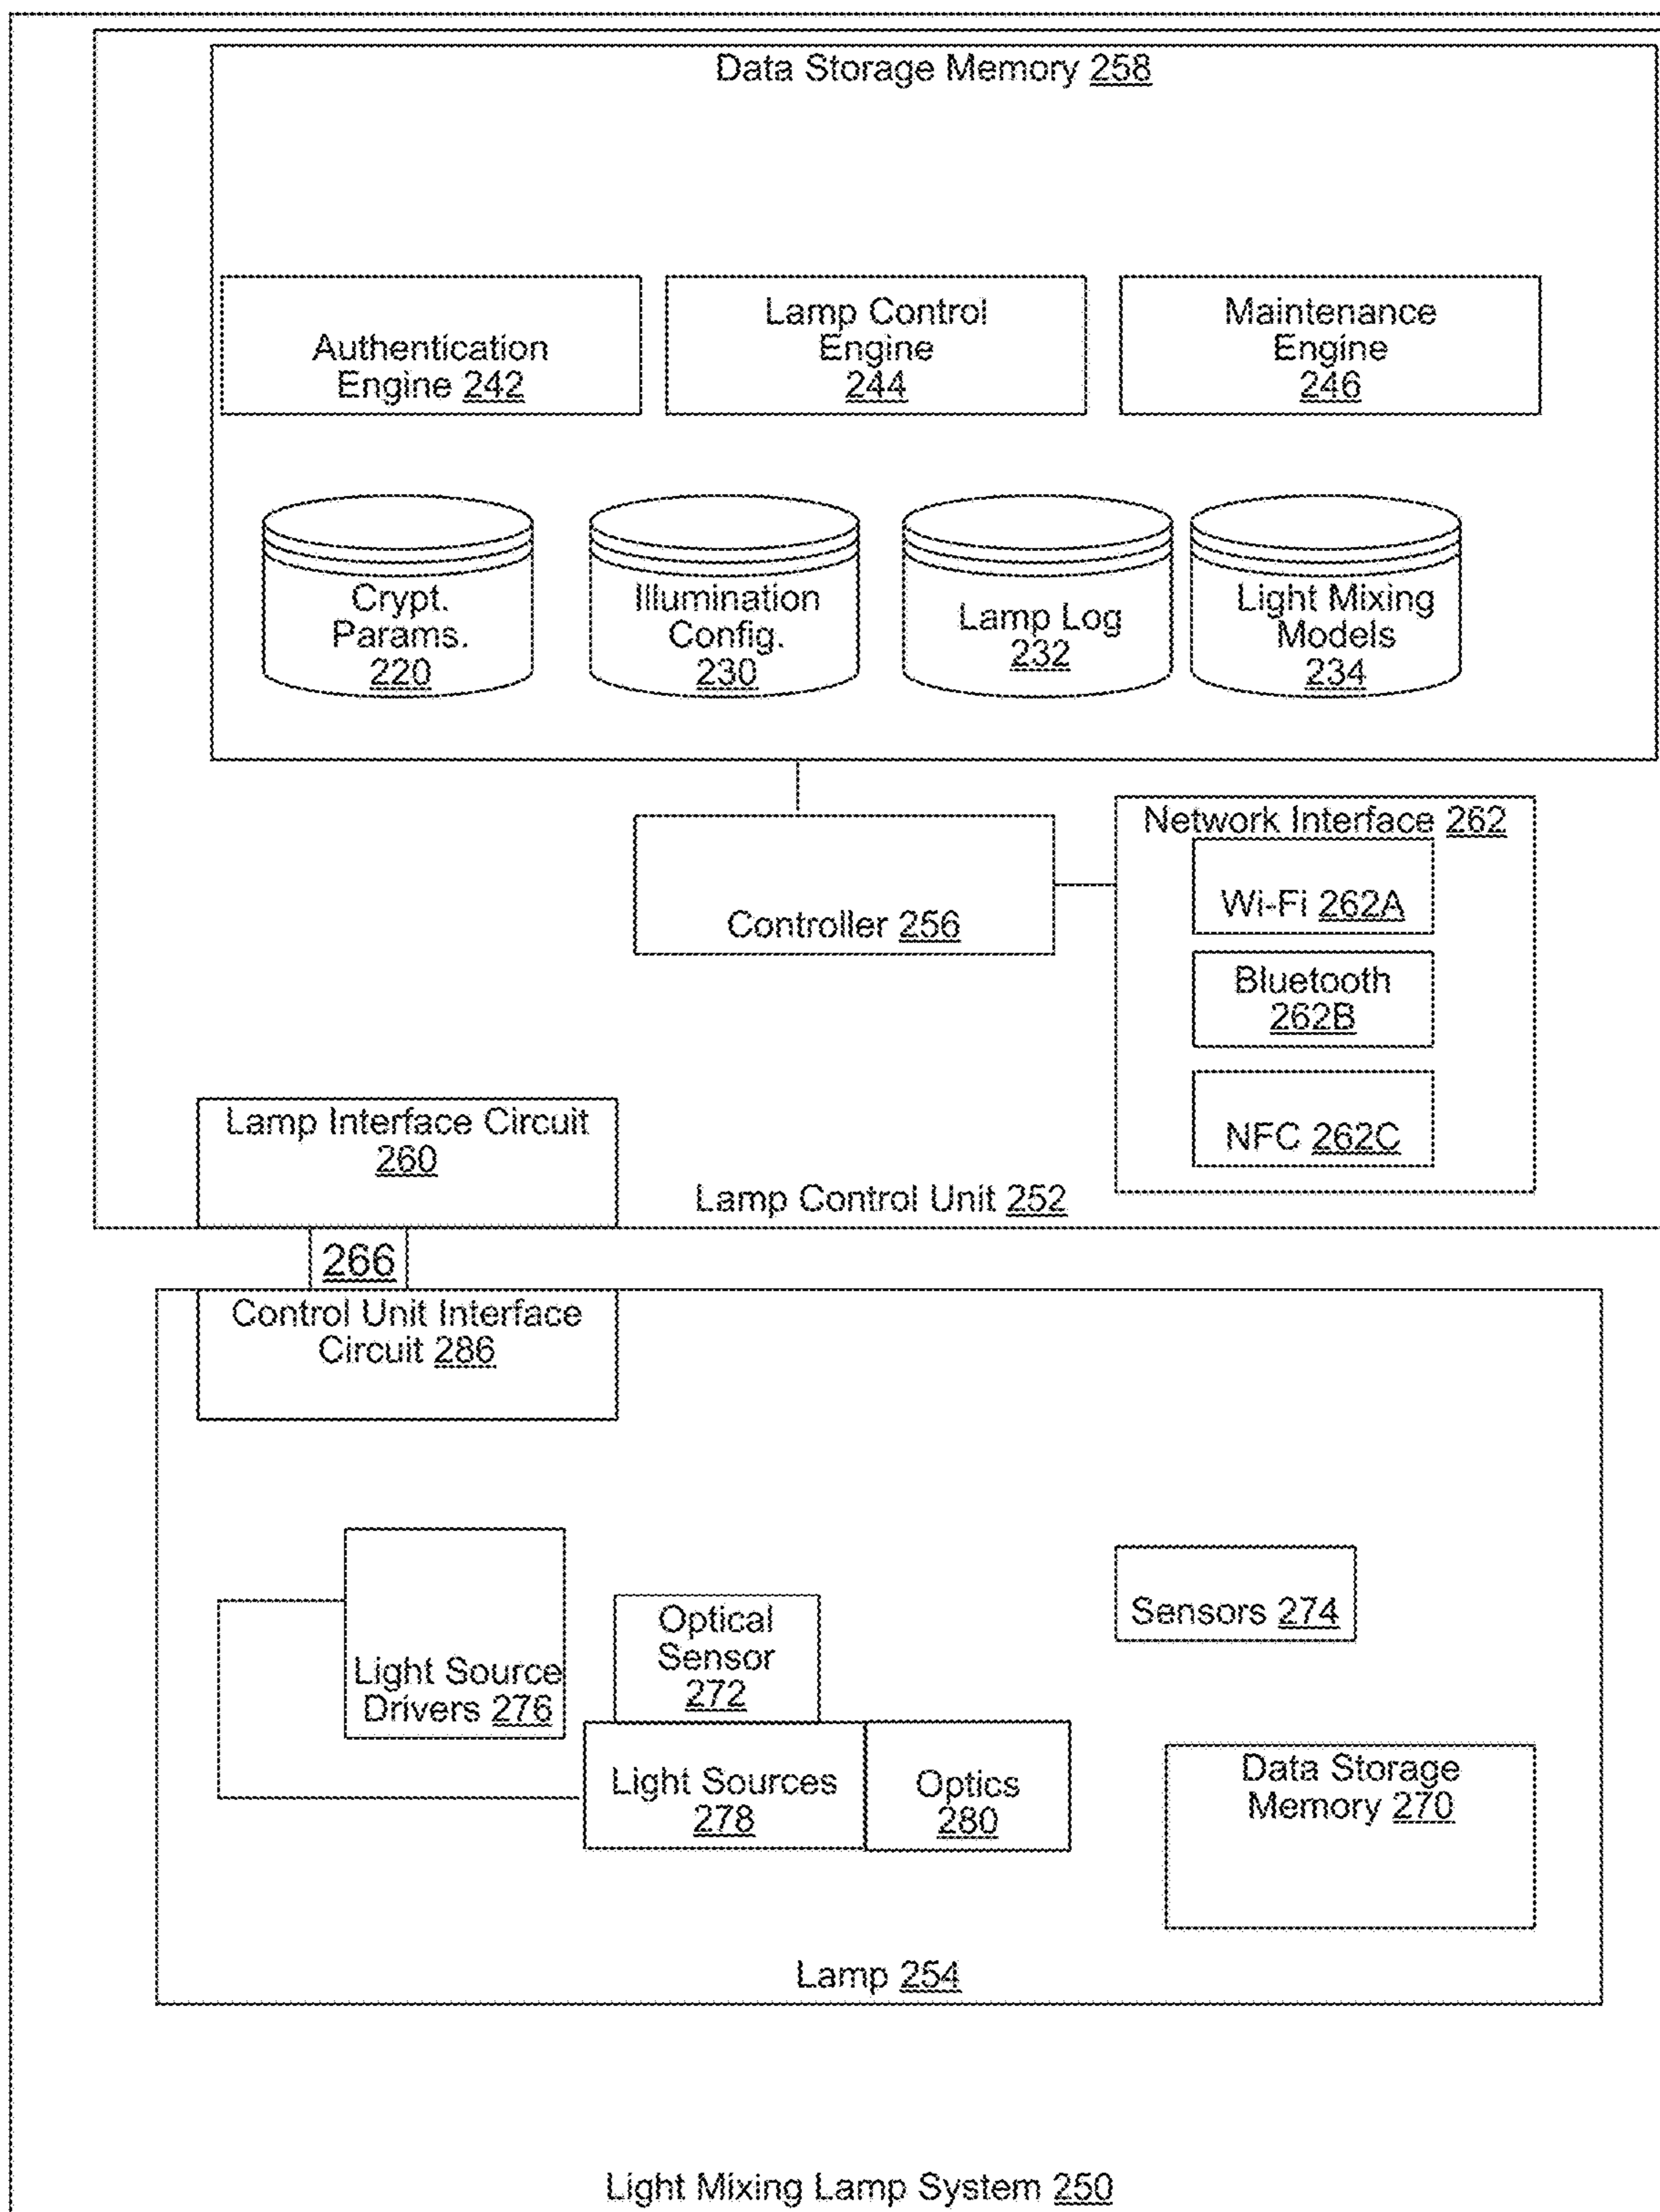 Data Storage Memory 258
Authentication
Engine 242
Lamp Control
Engine
244
Maintenance
Engine
246
Crypt.
Params.
220
Illumination
Config.
230
Lamp Log
232
Light Mixing
Models
234
Controller 256
Network Interface 262
Wi-Fi 262A
Bluetooth
262B
NFC 262C
Lamp Interface Circuit
260
Lamp Control Unit 252
266
Control Unit Interface
Circuit 286
Light Source
Drivers 276
Optical
Sensor
272
Sensors 274
Light Sources
278
Optics
280
Data Storage
Memory 270
Lamp 254
Light Mixing Lamp System 250